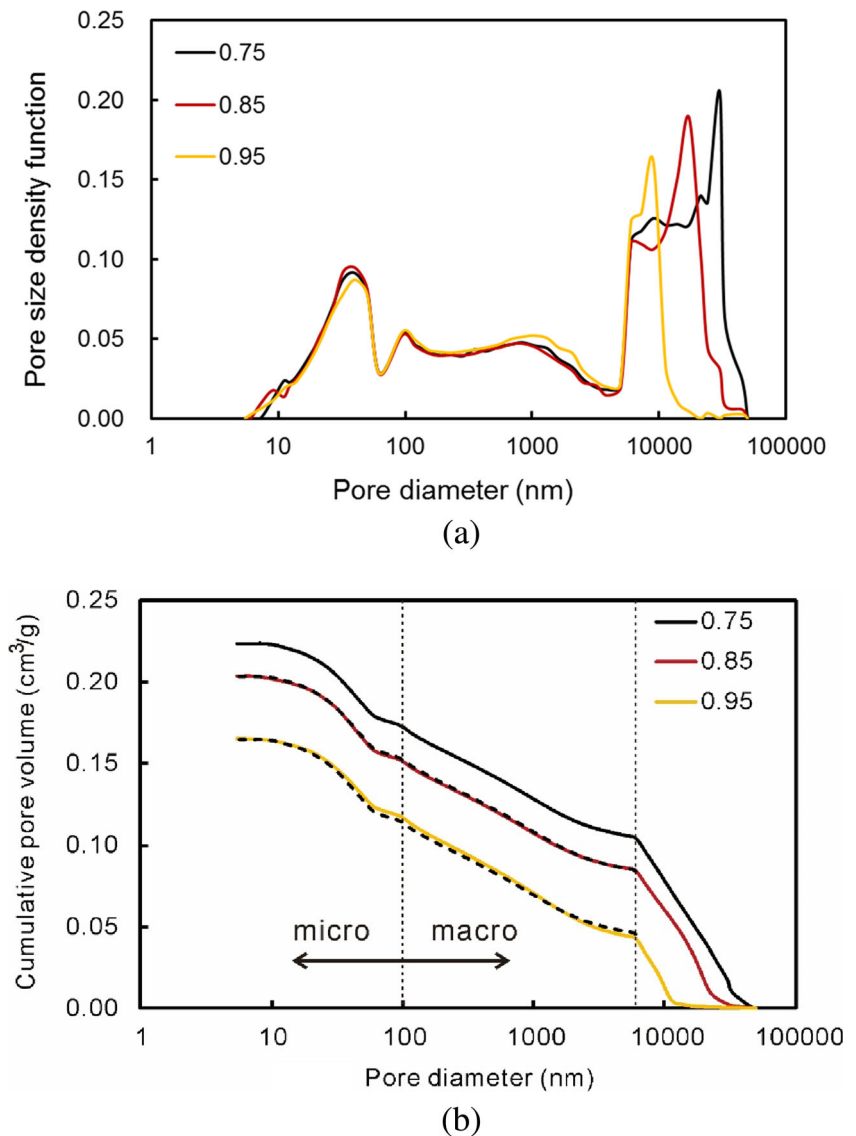 0.25
0.20
0.15
0.10
0.05
0.00
Pore size density function
0.75
0.85
0.95
1 10 100 1000 10000 100000
Pore diameter (nm)
(a)
0.25
0.20
0.15
0.10
0.05
0.00
Cumulative pore volume (cm³/g)
0.75
0.85
0.95
micro macro
1 10 100 1000 10000 100000
Pore diameter (nm)
(b)